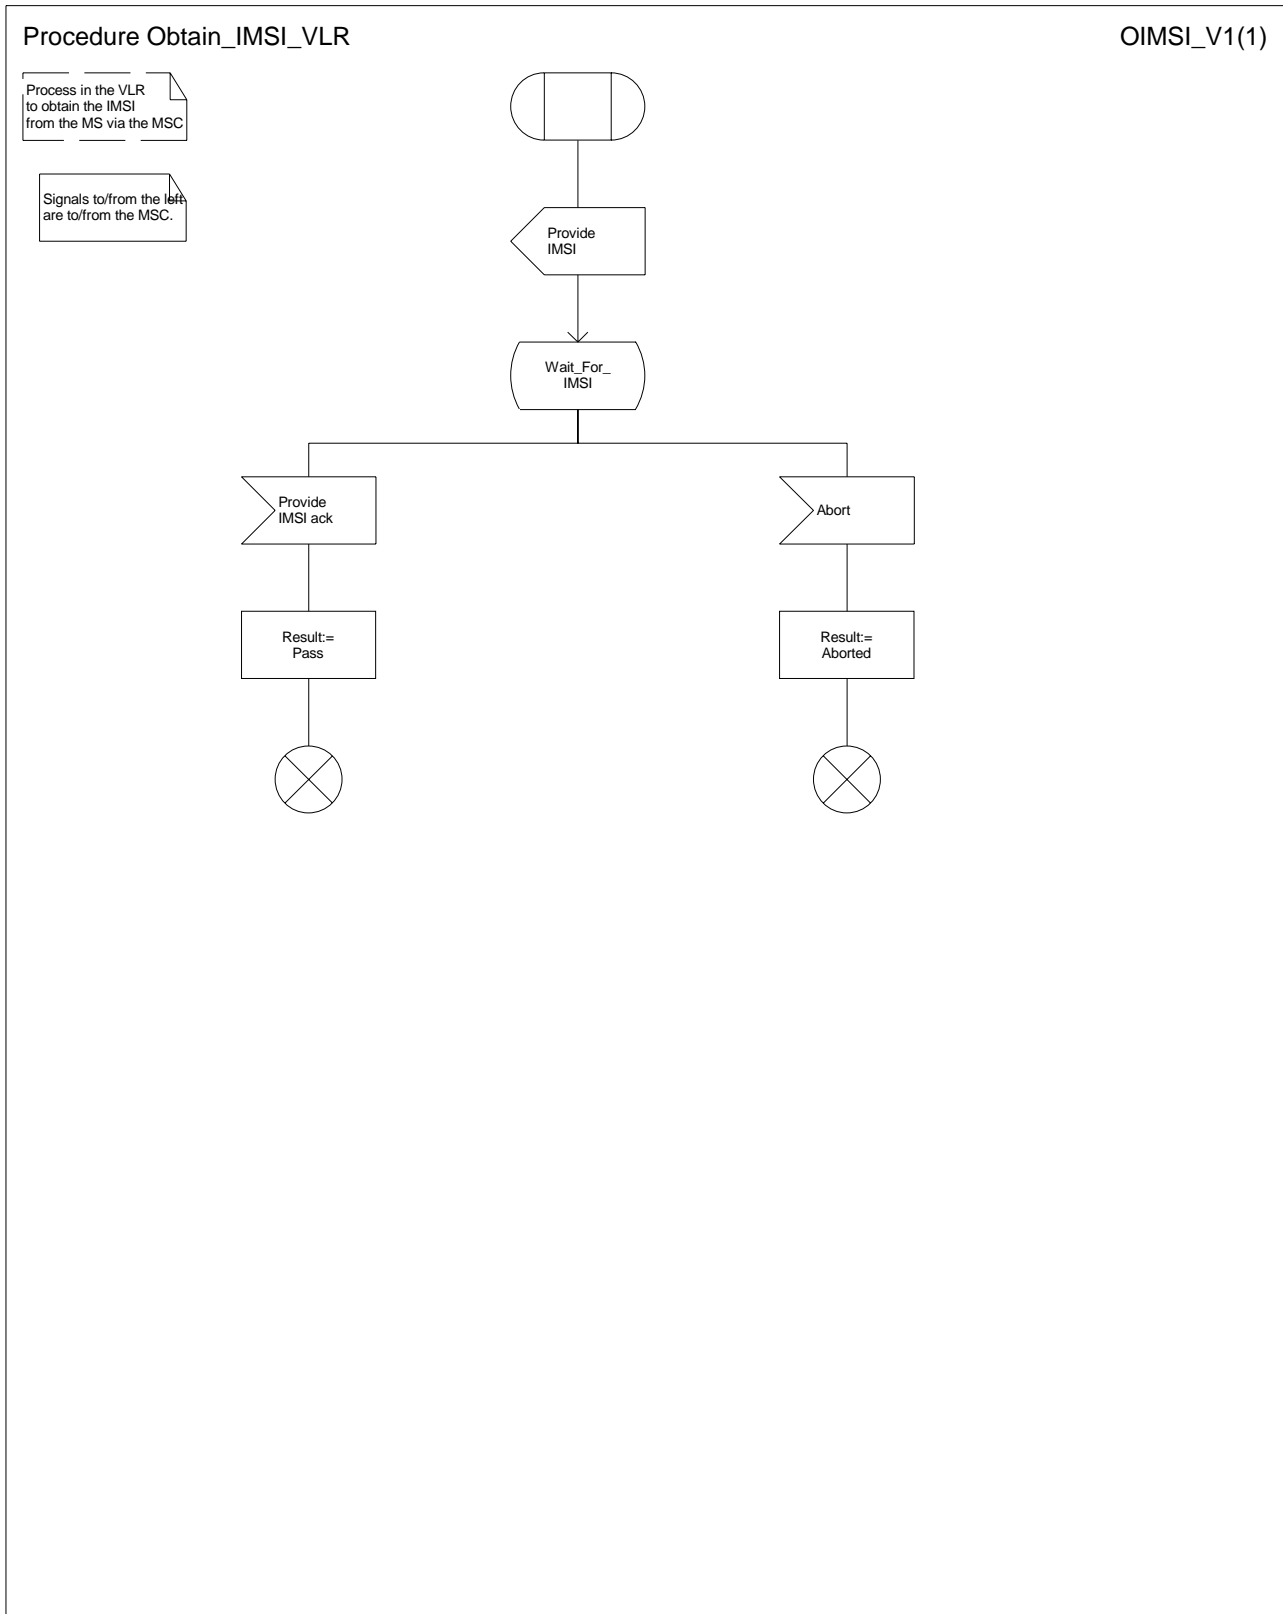 Procedure Obtain_IMSI_VLR
OIMSI_V1(1)
Process in the VLR
to obtain the IMSI
from the MS via the MSC
Signals to/from the left
are to/from the MSC.
Provide
IMSI
Wait_For_
IMSI
Provide
IMSI ack
Abort
Result:=
Pass
Result:=
Aborted